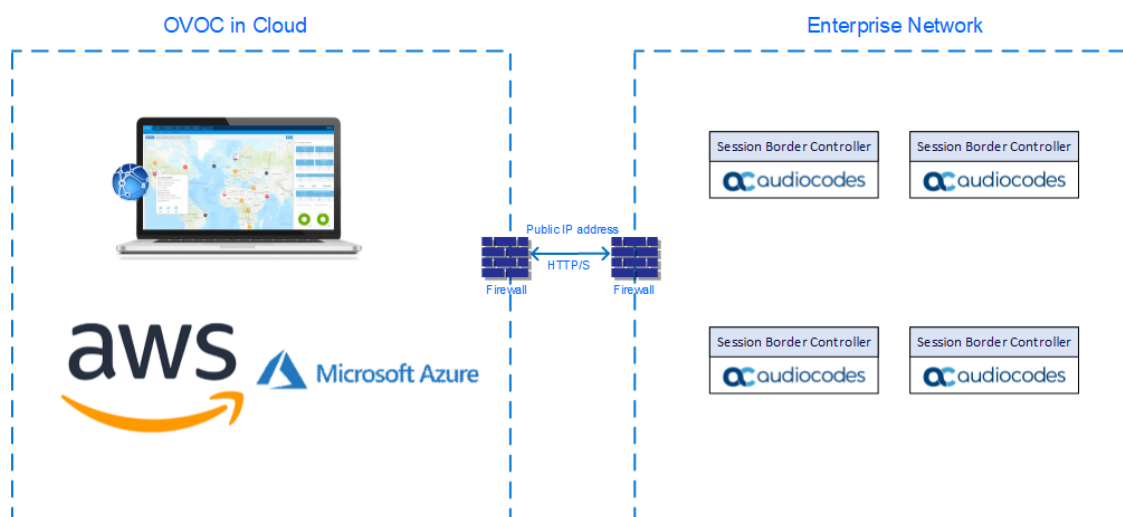 OVOC in Cloud
Enterprise Network
Session Border Controller
audiocodes
Session Border Controller
audiocodes
Public IP address
HTTP/S
Firewall
Firewall
aws
Microsoft Azure
Session Border Controller
audiocodes
Session Border Controller
audiocodes